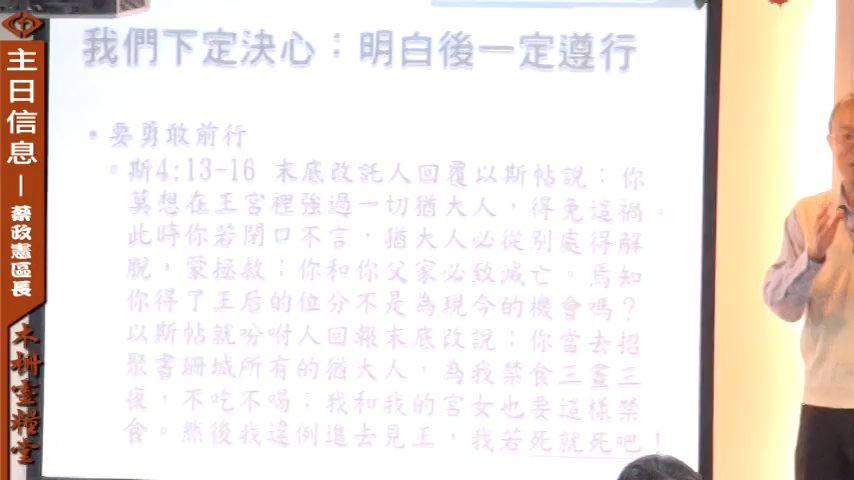 主日信息－蔡政憲區長
木柵靈糧堂
我們下定決心：明白後一定遵行
• 要勇敢前行
斯4:13-16 末底改託人回覆以斯帖說：你
莫想在王宮裡強過一切猶大人，得免這禍。
此時你若閉口不言，猶大人必從別處得解
脫，蒙拯救；你和你父家必致滅亡。焉知
你得了王后的位分不是為現今的機會嗎？
以斯帖就吩咐人回報末底改說：你當去招
聚書珊城所有的猶大人，為我禁食三晝三
夜，不吃不喝；我和我的宮女也要這樣禁
食。然後我違例進去見王，我若死就死吧！